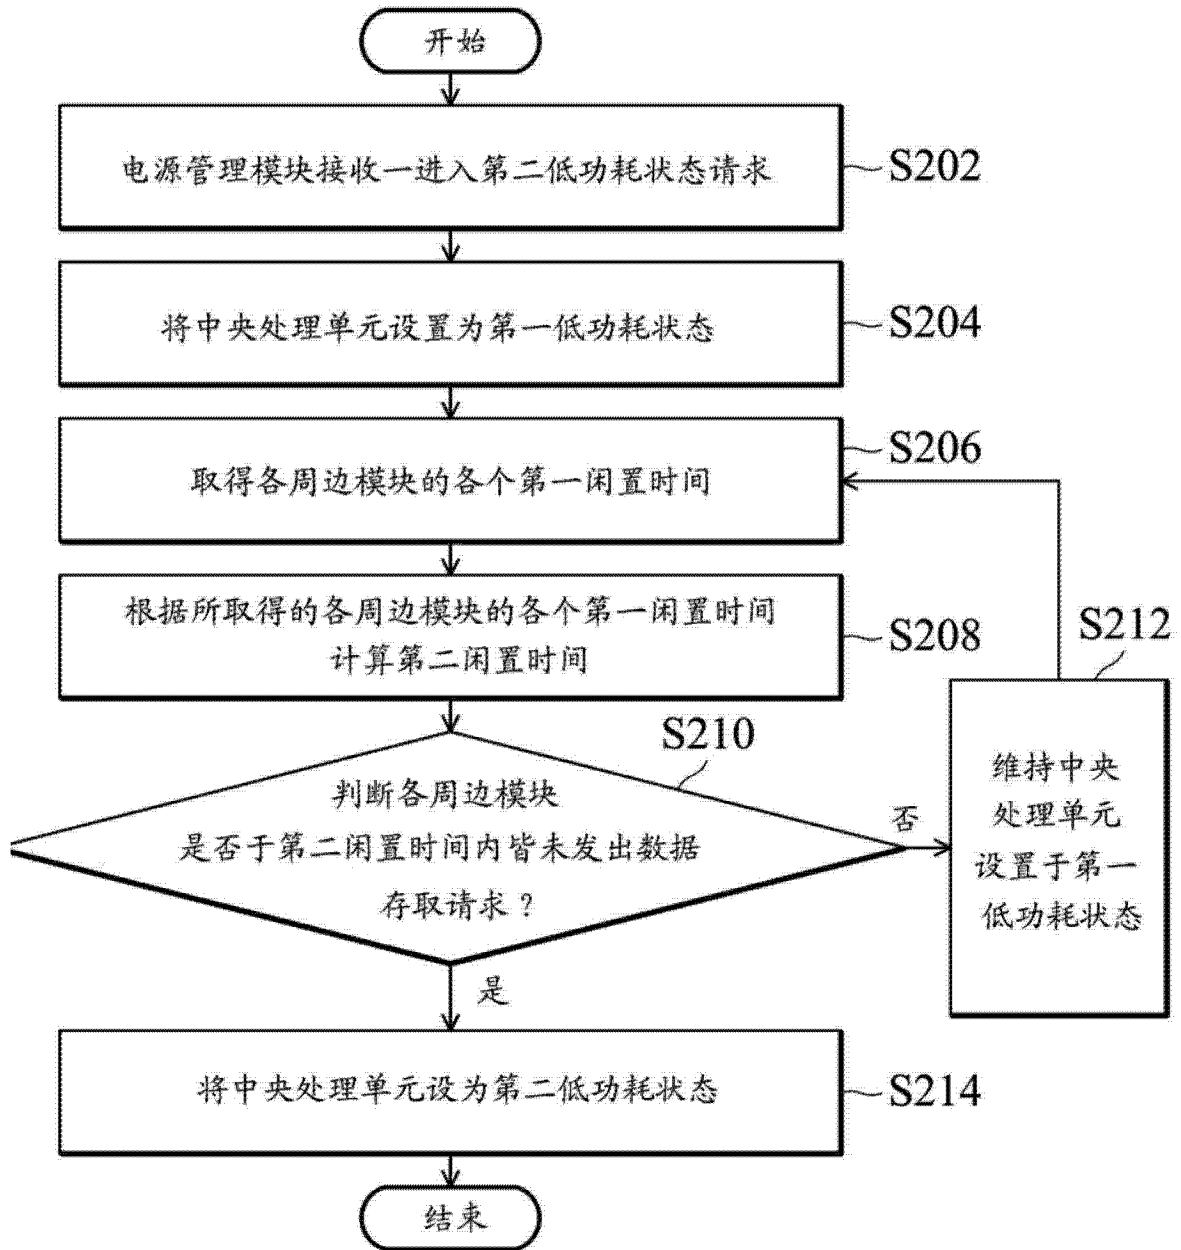 开始
电源管理模块接收一进入第二低功耗状态请求
S202
将中央处理单元设置为第一低功耗状态
S204
取得各周边模块的各个第一闲置时间
S206
根据所取得的各周边模块的各个第一闲置时间
计算第二闲置时间
S208
S210
判断各周边模块
是否于第二闲置时间内皆未发出数据
存取请求？
否
S212
维持中央
处理单元
设置于第一
低功耗状态
是
将中央处理单元设为第二低功耗状态
S214
结束